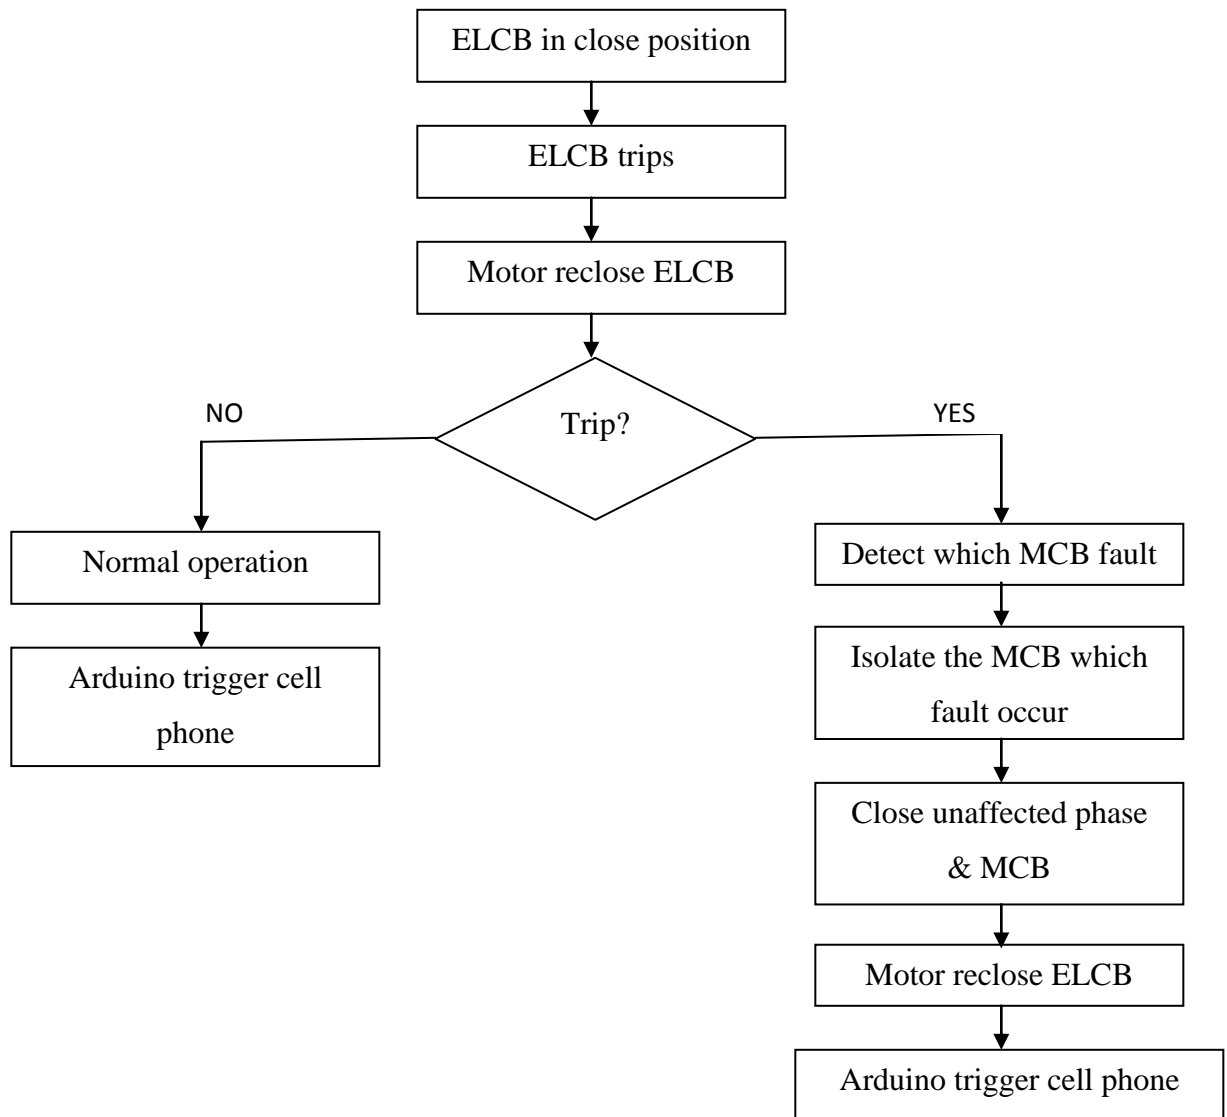 ELCB in close position
ELCB trips
Motor reclose ELCB
Trip?
NO
YES
Normal operation
Arduino trigger cell
phone
Detect which MCB fault
Isolate the MCB which
fault occur
Close unaffected phase
& MCB
Motor reclose ELCB
Arduino trigger cell phone